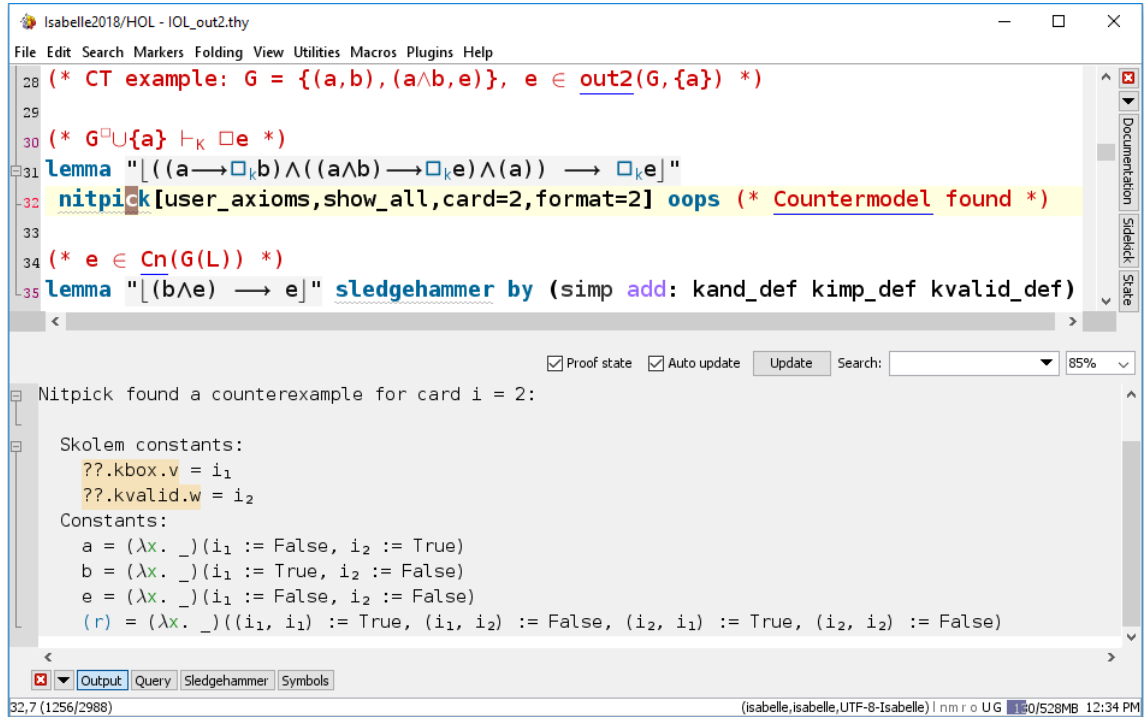 Isabelle2018/HOL - IOL_out2.thy
File Edit Search Markers Folding View Utilities Macros Plugins Help
28 (* CT example: G = {(a,b),(a∧b,e)}, e ∈ out2(G,{a}) *)
29
30 (* G□∪{a} ⊢K □e *)
31 lemma "⌊((a⟶□ₖb)∧((a∧b)⟶□ₖe)∧(a)) ⟶ □ₖe⌋"
32 nitpick[user_axioms,show_all,card=2,format=2] oops (* Countermodel found *)
33
34 (* e ∈ Cn(G(L)) *)
35 lemma "⌊(b∧e) ⟶ e⌋" sledgehammer by (simp add: kand_def kimp_def kvalid_def)
Documentation
Sidekick
State
Proof state Auto update Update Search: 85%
Nitpick found a counterexample for card i = 2:
Skolem constants:
??.kbox.v = i₁
??.kvalid.w = i₂
Constants:
a = (λx. _)(i₁ := False, i₂ := True)
b = (λx. _)(i₁ := True, i₂ := False)
e = (λx. _)(i₁ := False, i₂ := False)
(r) = (λx. _)((i₁, i₁) := True, (i₁, i₂) := False, (i₂, i₁) := True, (i₂, i₂) := False)
Output Query Sledgehammer Symbols
32,7 (1256/2988) (isabelle,isabelle,UTF-8-Isabelle) | n m r o U G /528MB 12:34 PM